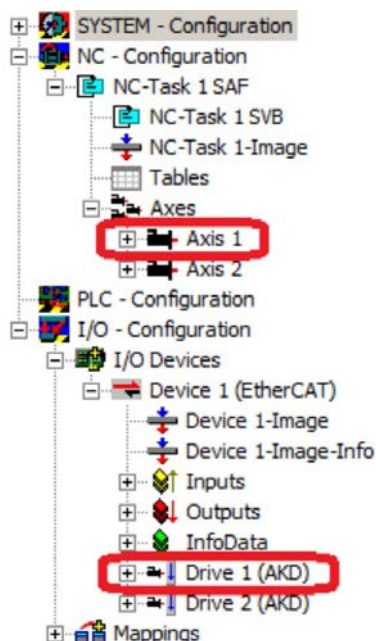 SYSTEM - Configuration
NC - Configuration
NC-Task 1 SAF
NC-Task 1 SVB
NC-Task 1-Image
Tables
Axes
Axis 1
Axis 2
PLC - Configuration
I/O - Configuration
I/O Devices
Device 1 (EtherCAT)
Device 1-Image
Device 1-Image-Info
Inputs
Outputs
InfoData
Drive 1 (AKD)
Drive 2 (AKD)
Mappings